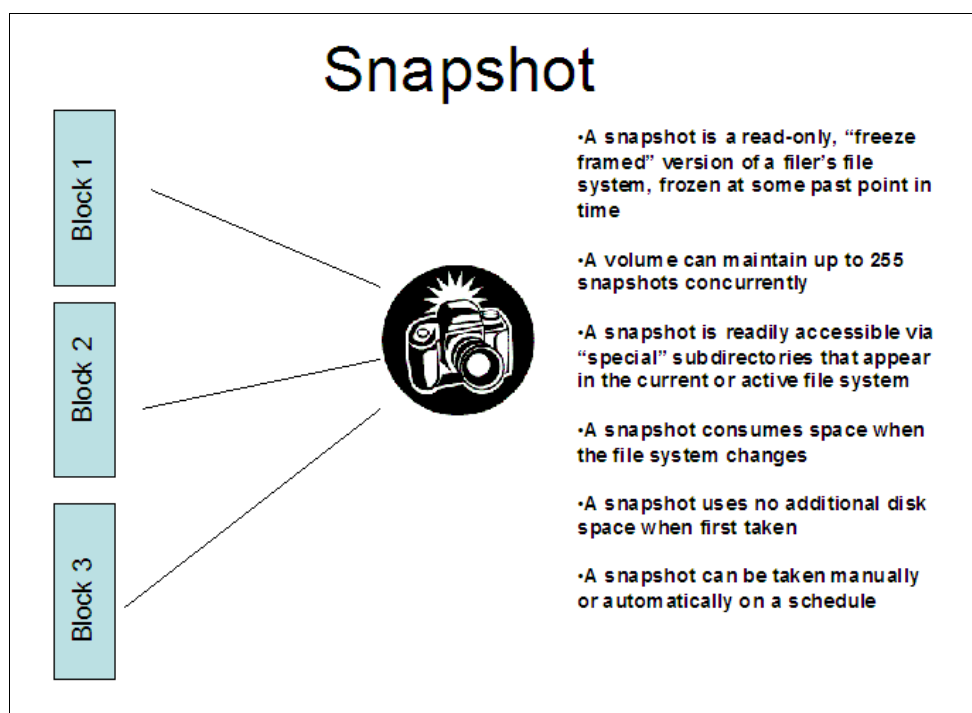 Snapshot
Block 1
Block 2
Block 3
•A snapshot is a read-only, “freeze
framed” version of a filer’s file
system, frozen at some past point in
time
•A volume can maintain up to 255
snapshots concurrently
•A snapshot is readily accessible via
“special” subdirectories that appear
in the current or active file system
•A snapshot consumes space when
the file system changes
•A snapshot uses no additional disk
space when first taken
•A snapshot can be taken manually
or automatically on a schedule